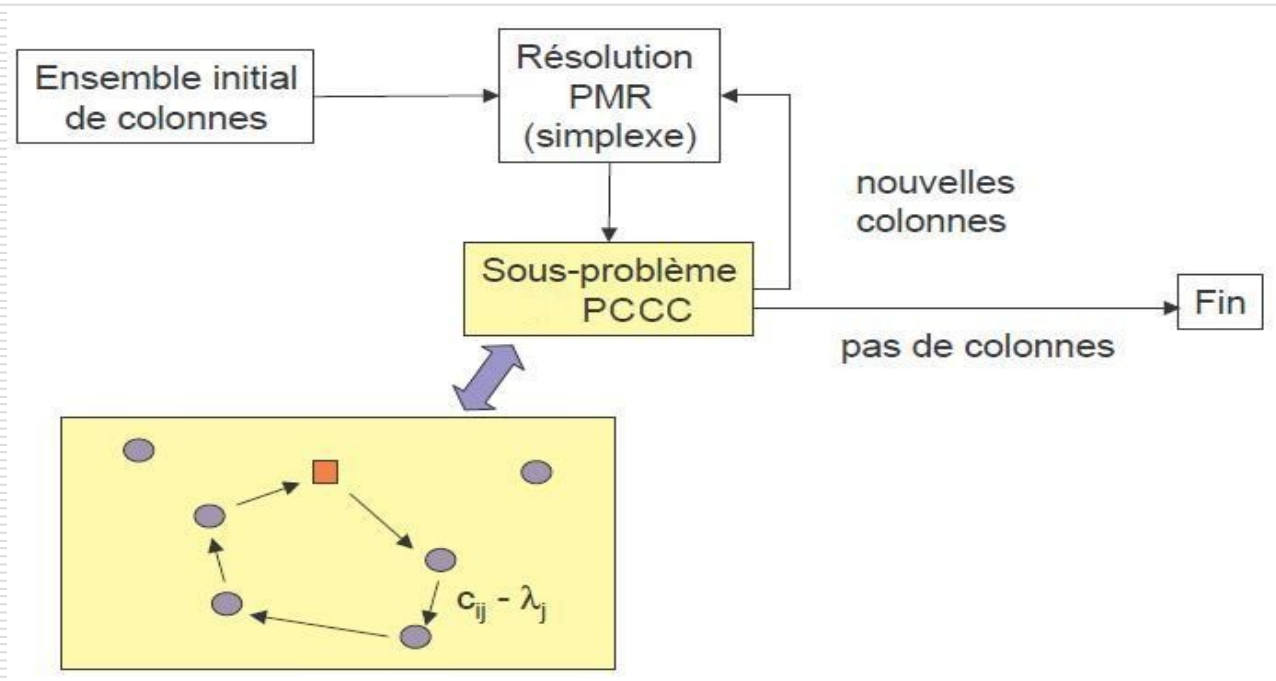 Ensemble initial
de colonnes
Résolution
PMR
(simplexe)
nouvelles
colonnes
Sous-problème
PCCC
Fin
pas de colonnes
cij - λj